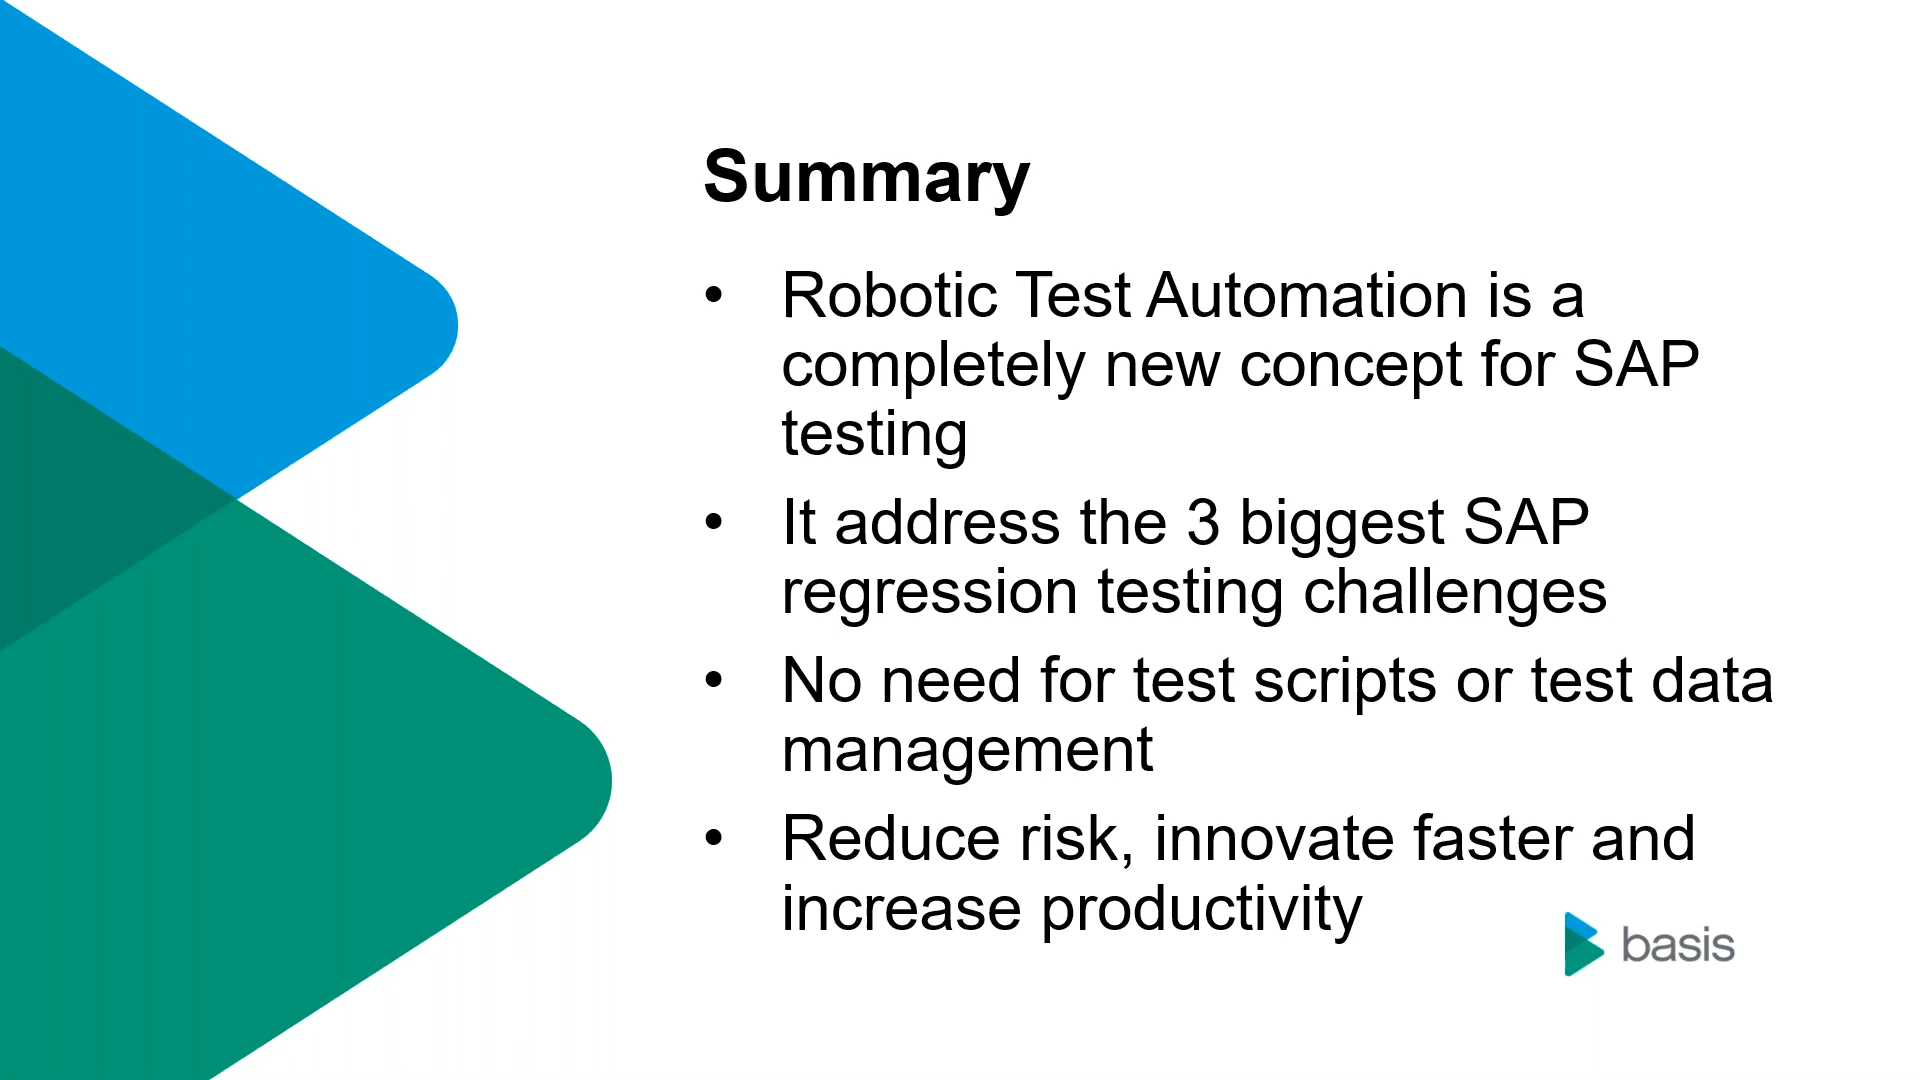 Summary
• Robotic Test Automation is a
completely new concept for SAP
testing
• It address the 3 biggest SAP
regression testing challenges
• No need for test scripts or test data
management
• Reduce risk, innovate faster and
increase productivity
basis